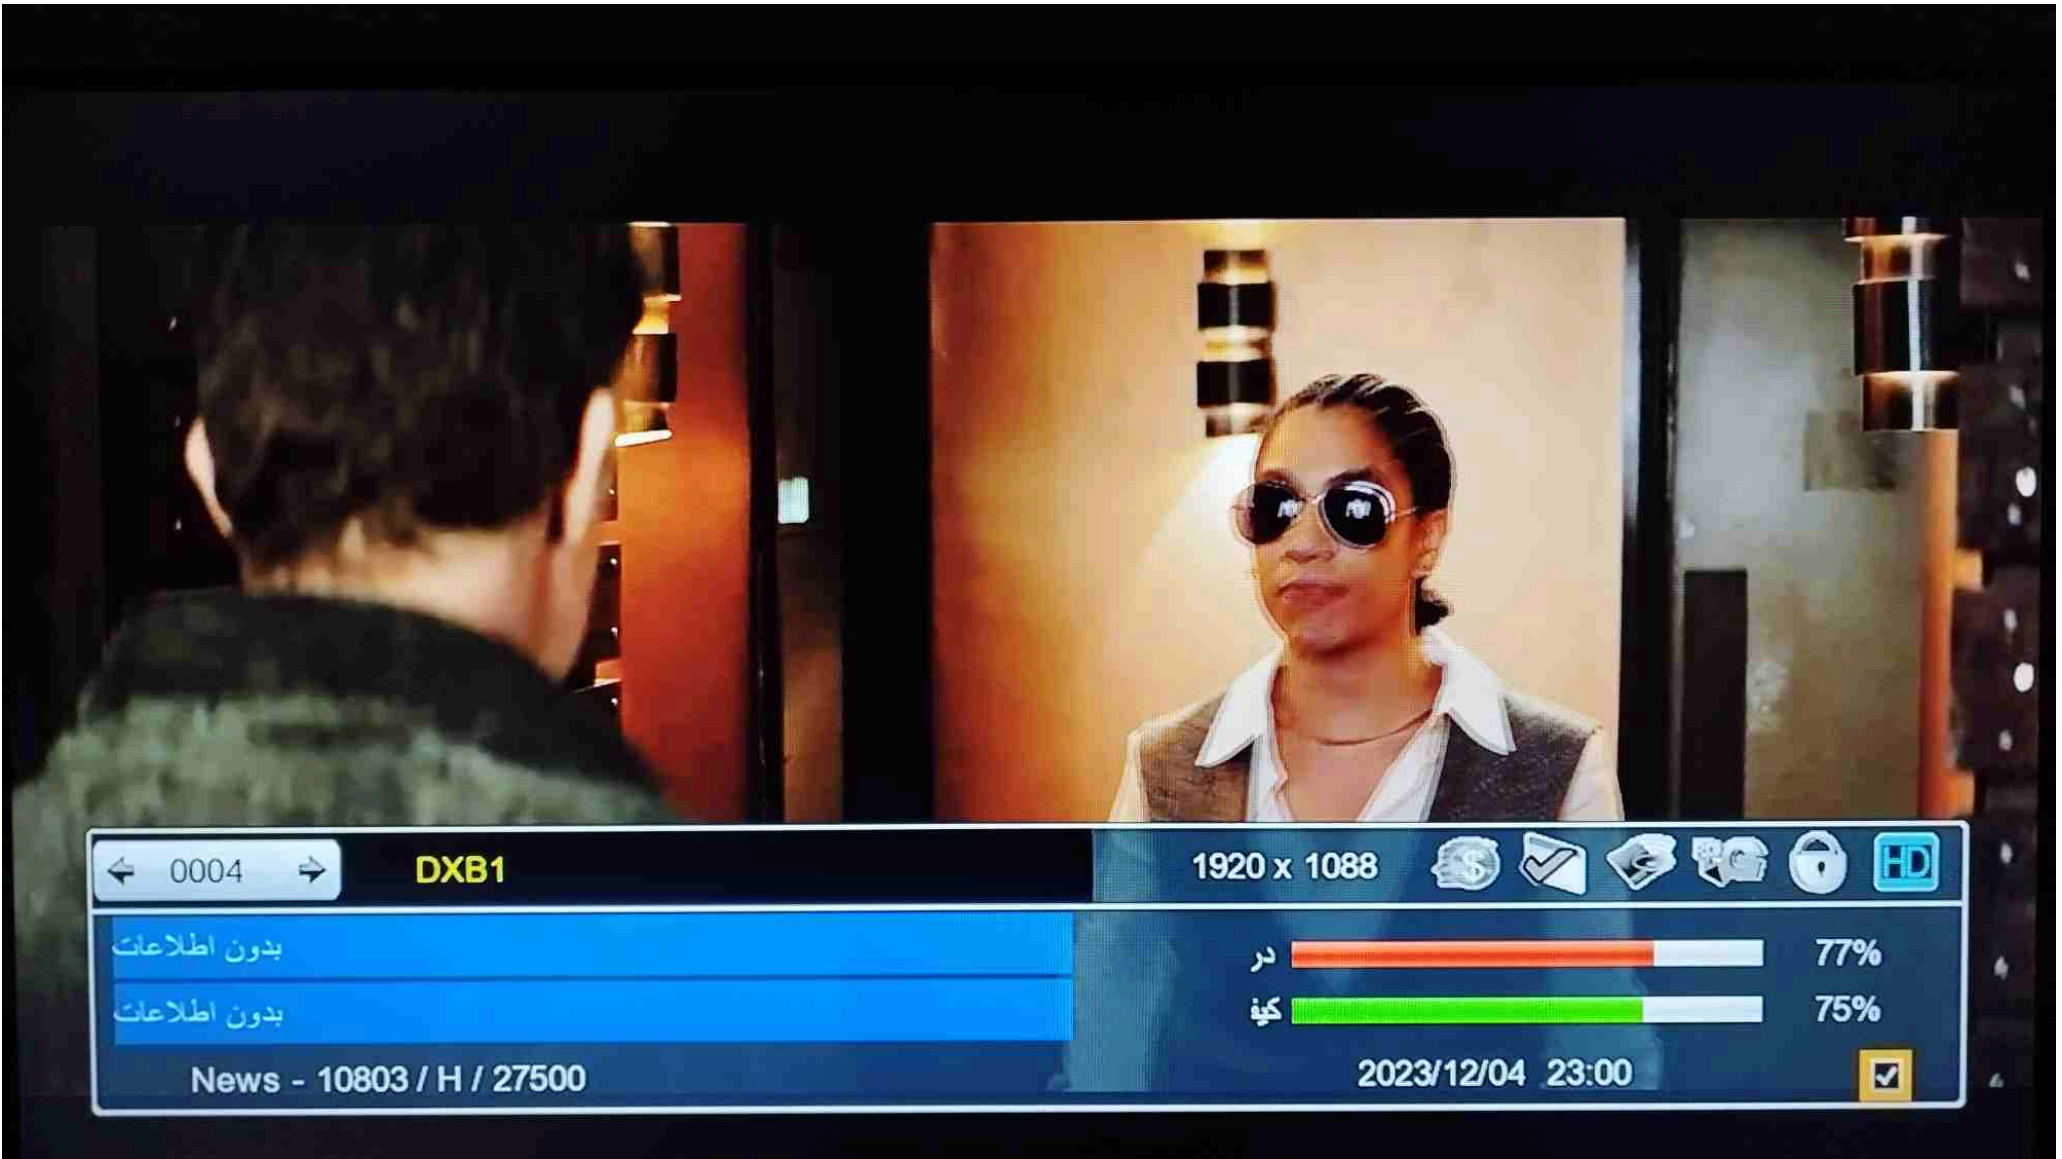 0004 DXB1 1920 x 1088 HD
بدون اطلاعات
در 77%
بدون اطلاعات
كيف 75%
News - 10803 / H / 27500 2023/12/04 23:00